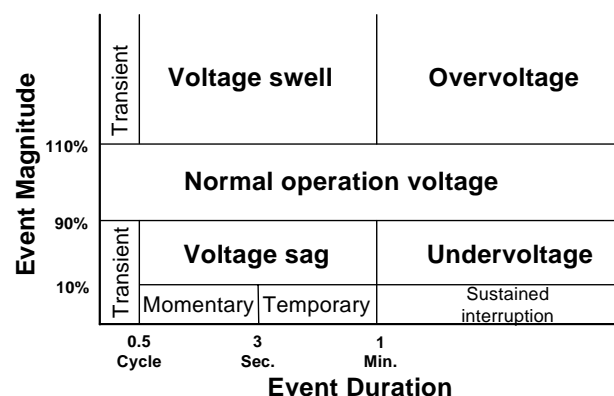 Transient
Voltage swell
Overvoltage
110%
Normal operation voltage
Event Magnitude
90%
Transient
Voltage sag
Undervoltage
10%
Momentary
Temporary
Sustained
interruption
0.5
Cycle
3
Sec.
1
Min.
Event Duration